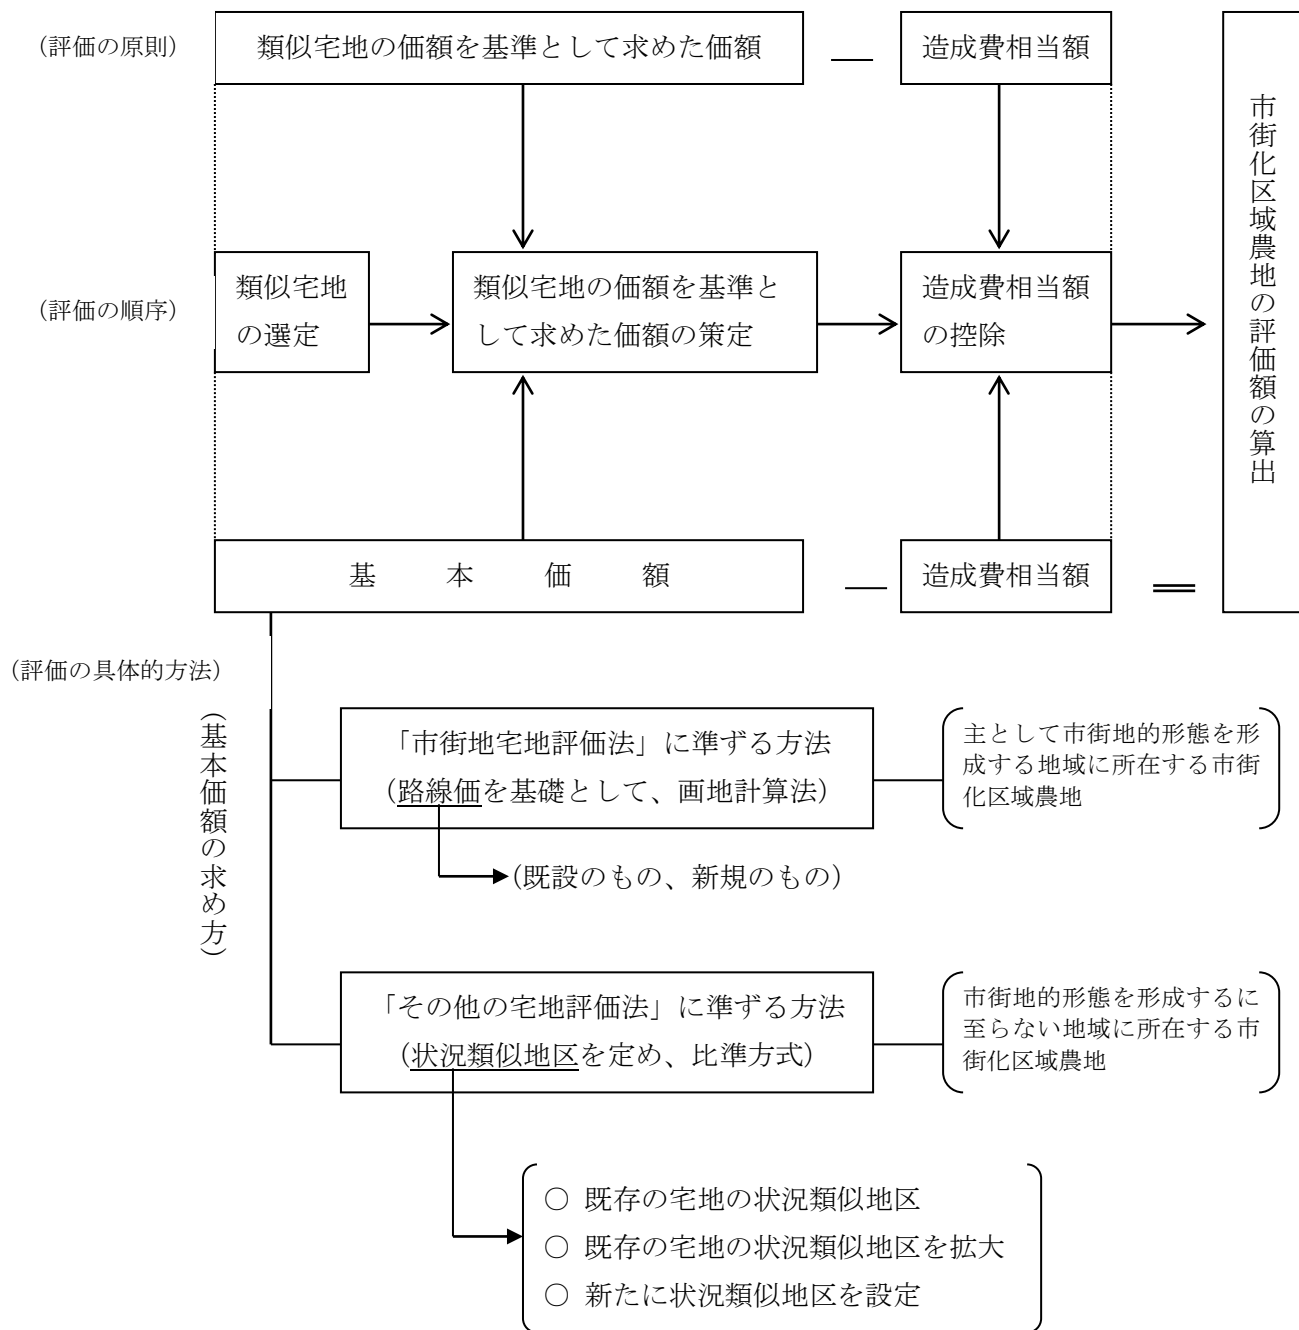 （評価の原則）
類似宅地の価額を基準として求めた価額
―
造成費相当額
市街化区域農地の評価額の算出
（評価の順序）
類似宅地
の選定
類似宅地の価額を基準と
して求めた価額の策定
造成費相当額
の控除
基本価額
―
造成費相当額
＝
（評価の具体的方法）
（基本価額の求め方）
「市街地宅地評価法」に準ずる方法
（路線価を基礎として、画地計算法）
主として市街地的形態を形
成する地域に所在する市街
化区域農地
（既設のもの、新規のもの）
「その他の宅地評価法」に準ずる方法
（状況類似地区を定め、比準方式）
市街地的形態を形成するに
至らない地域に所在する市
街化区域農地
○ 既存の宅地の状況類似地区
○ 既存の宅地の状況類似地区を拡大
○ 新たに状況類似地区を設定